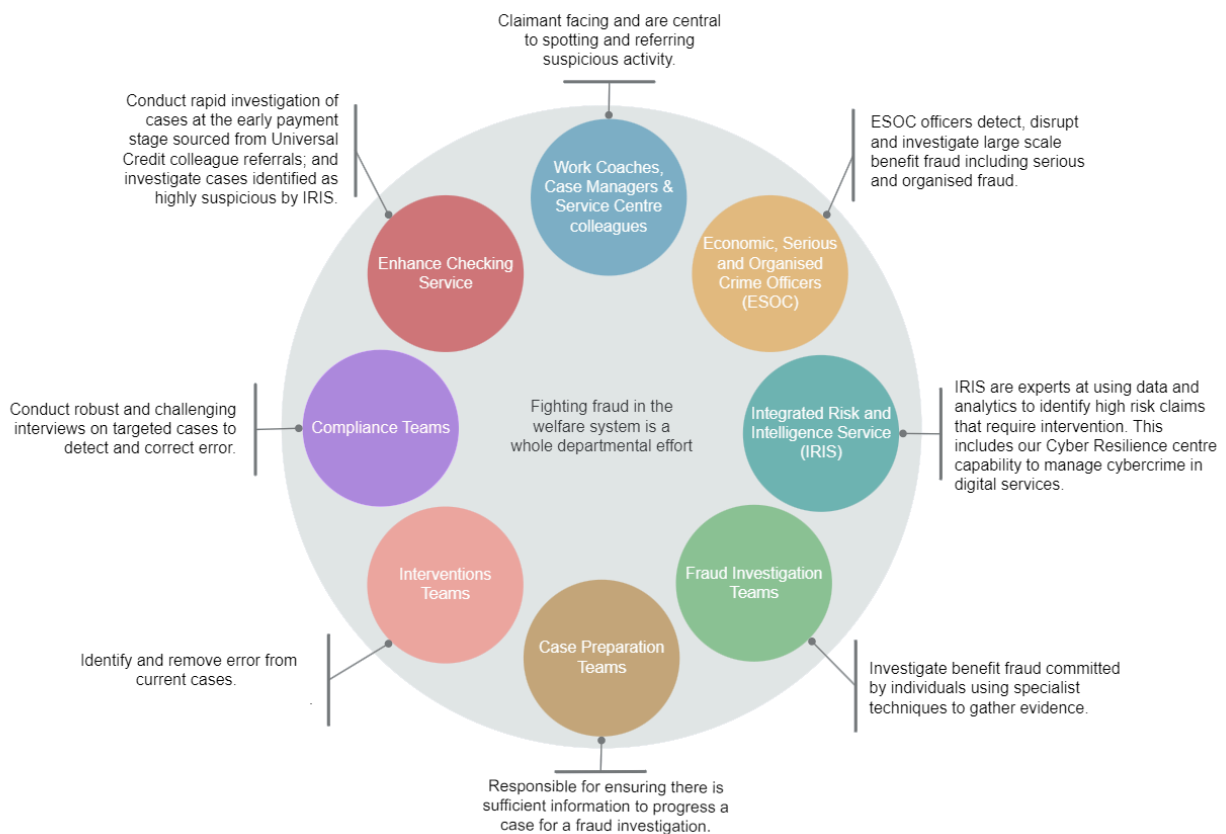 Claimant facing and are central
to spotting and referring
suspicious activity.
Work Coaches,
Case Managers &
Service Centre
colleagues
ESOC officers detect, disrupt
and investigate large scale
benefit fraud including serious
and organised fraud.
Economic, Serious
and Organised
Crime Officers
(ESOC)
IRIS are experts at using data and
analytics to identify high risk claims
that require intervention. This
includes our Cyber Resilience centre
capability to manage cybercrime in
digital services.
Integrated Risk and
Intelligence Service
(IRIS)
Fraud Investigation
Teams
Investigate benefit fraud committed
by individuals using specialist
techniques to gather evidence.
Case Preparation
Teams
Responsible for ensuring there is
sufficient information to progress a
case for a fraud investigation.
Interventions
Teams
Identify and remove error from
current cases.
.
Compliance Teams
Conduct robust and challenging
interviews on targeted cases to
detect and correct error.
Enhance Checking
Service
Conduct rapid investigation of
cases at the early payment
stage sourced from Universal
Credit colleague referrals; and
investigate cases identified as
highly suspicious by IRIS.
Fighting fraud in the
welfare system is a
whole departmental effort